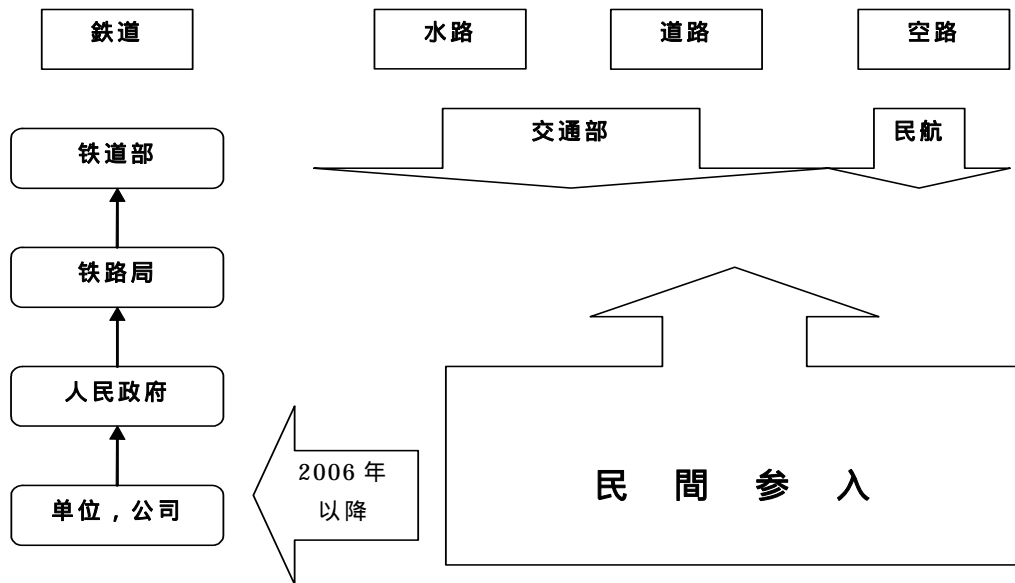 鉄道
水路
道路
空路
交通部
民航
铁道部
铁路局
人民政府
2006 年
以降
民 間 参 入
单位，公司